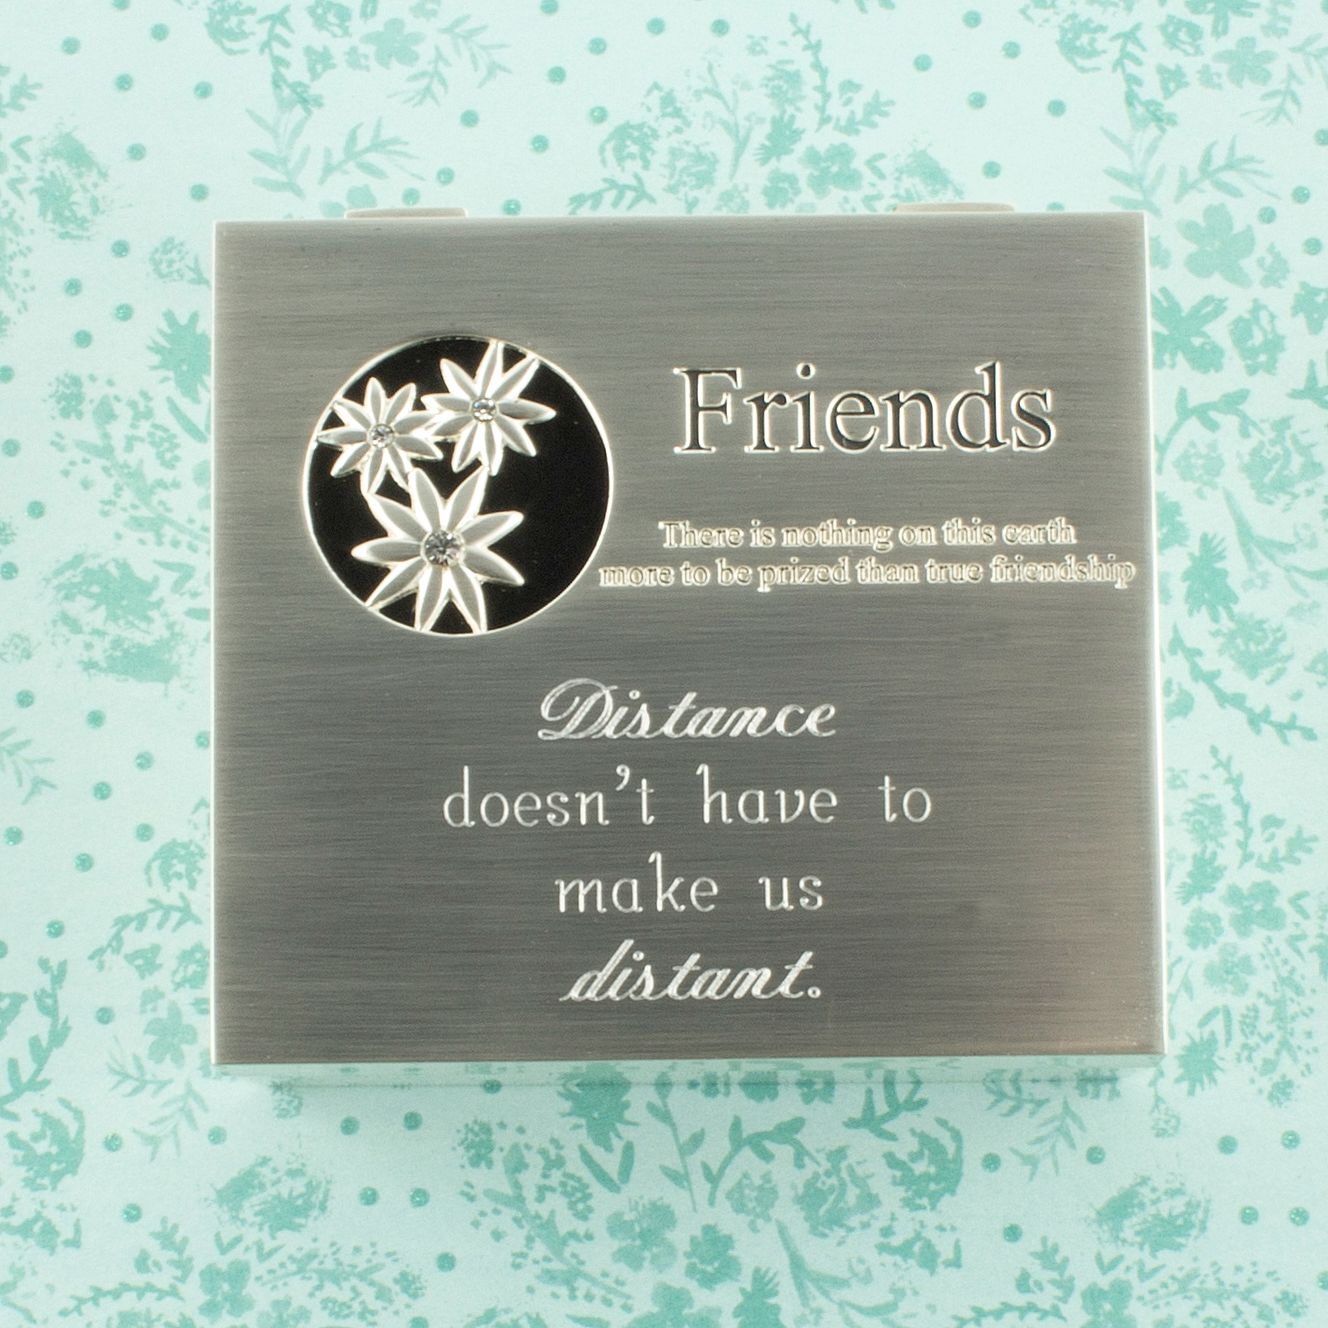 Friends
There is nothing on this earth
more to be prized than true friendship
Distance
doesn't have to
make us
distant.